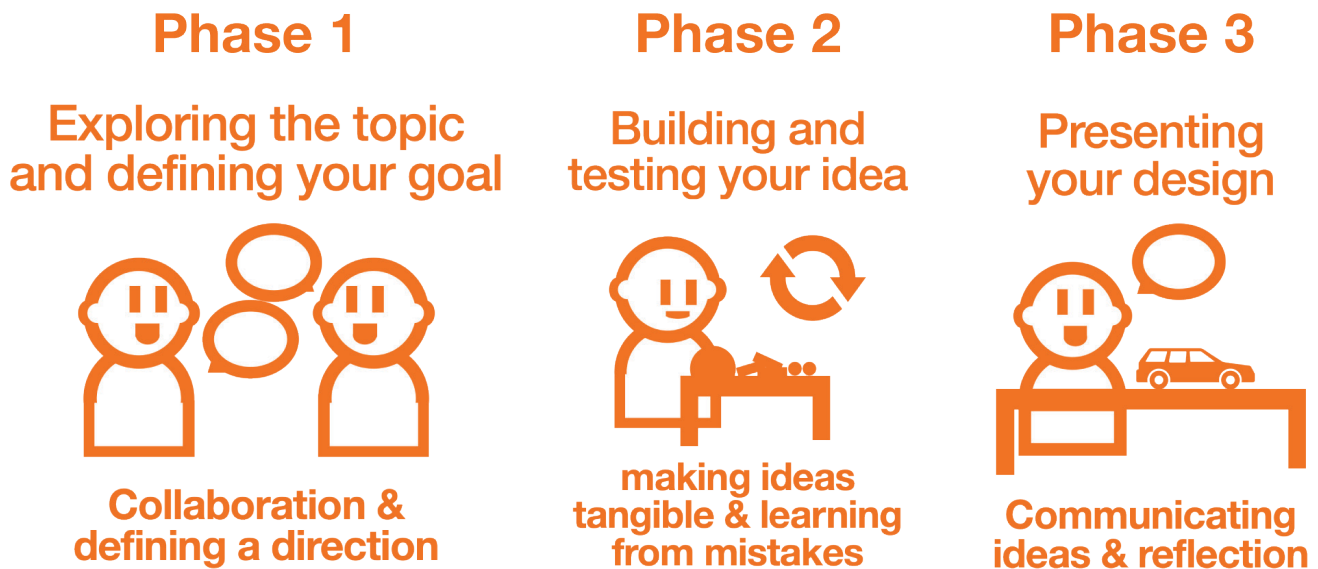 Phase 1
Exploring the topic
and defining your goal
Collaboration &
defining a direction
Phase 2
Building and
testing your idea
making ideas
tangible & learning
from mistakes
Phase 3
Presenting
your design
Communicating
ideas & reflection